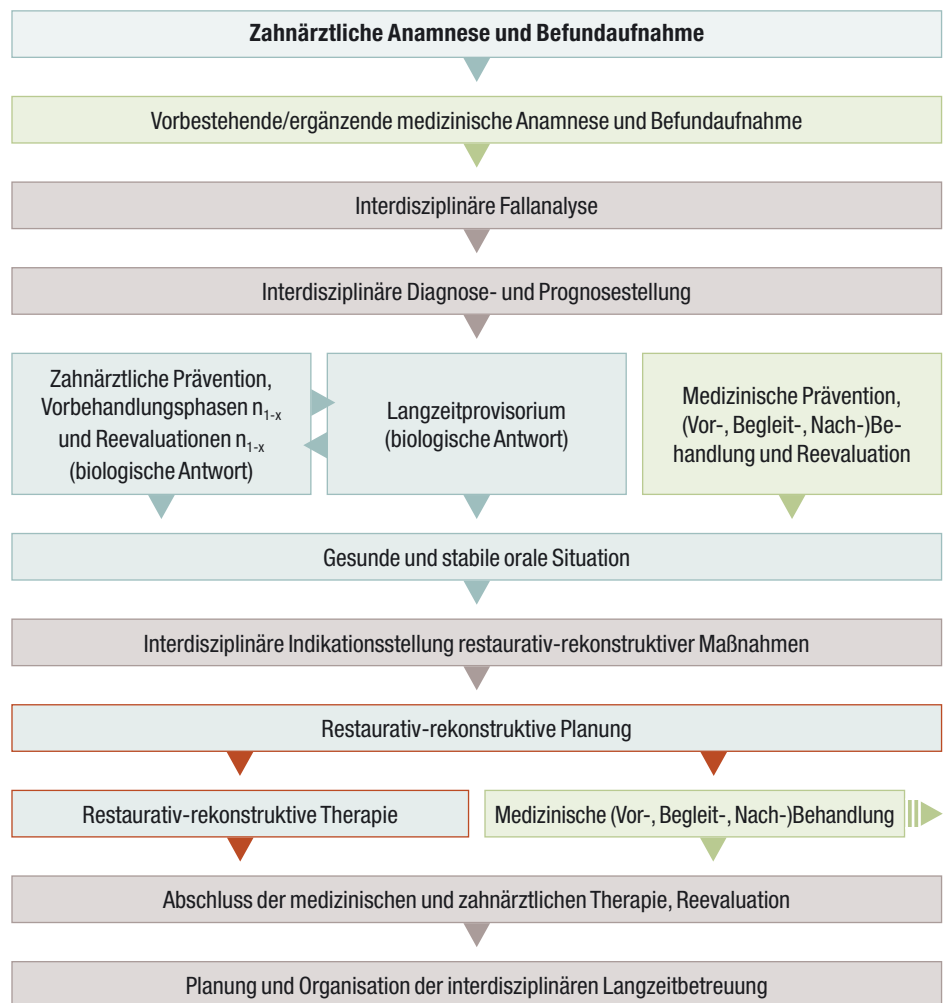 Zahnärztliche Anamnese und Befundaufnahme
Vorbestehende/ergänzende medizinische Anamnese und Befundaufnahme
Interdisziplinäre Fallanalyse
Interdisziplinäre Diagnose- und Prognosestellung
Zahnärztliche Prävention,
Vorbehandlungsphasen n1-x
und Reevaluationen n1-x
(biologische Antwort)
Langzeitprovisorium
(biologische Antwort)
Medizinische Prävention,
(Vor-, Begleit-, Nach-)Be-
handlung und Reevaluation
Gesunde und stabile orale Situation
Interdisziplinäre Indikationsstellung restaurativ-rekonstruktiver Maßnahmen
Restaurativ-rekonstruktive Planung
Restaurativ-rekonstruktive Therapie
Medizinische (Vor-, Begleit-, Nach-)Behandlung
Abschluss der medizinischen und zahnärztlichen Therapie, Reevaluation
Planung und Organisation der interdisziplinären Langzeitbetreuung